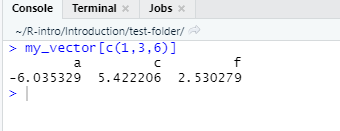 Console Terminal × Jobs ×
~/R-intro/Introduction/test-folder/
> my_vector[c(1,3,6)]
a c f
-6.035329 5.422206 2.530279
>